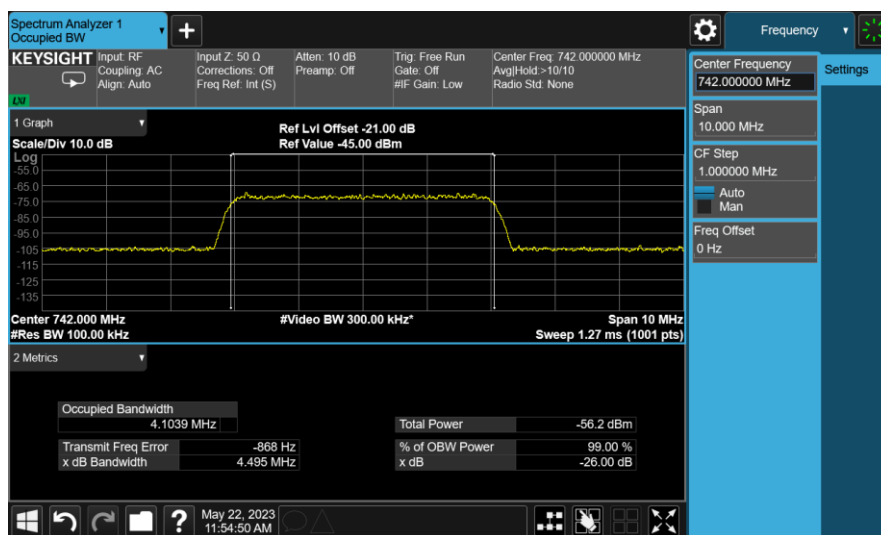 Spectrum Analyzer 1
Occupied BW
Frequency
KEYSIGHT
LXI
Input: RF
Coupling: AC
Align: Auto
Input Z: 50 Ω
Corrections: Off
Freq Ref: Int (S)
Atten: 10 dB
Preamp: Off
Trig: Free Run
Gate: Off
#IF Gain: Low
Center Freq: 742.000000 MHz
Avg|Hold:>10/10
Radio Std: None
Center Frequency
742.000000 MHz
Settings
Span
10.000 MHz
CF Step
1.000000 MHz
Auto
Man
Freq Offset
0 Hz
1 Graph
Scale/Div 10.0 dB
Ref Lvl Offset -21.00 dB
Ref Value -45.00 dBm
Log
-55.0
-65.0
-75.0
-85.0
-95.0
-105
-115
-125
-135
Center 742.000 MHz
#Video BW 300.00 kHz*
Span 10 MHz
#Res BW 100.00 kHz
Sweep 1.27 ms (1001 pts)
2 Metrics
Occupied Bandwidth
4.1039 MHz
Total Power -56.2 dBm
Transmit Freq Error -868 Hz
% of OBW Power 99.00 %
x dB Bandwidth 4.495 MHz
x dB -26.00 dB
?
May 22, 2023
11:54:50 AM